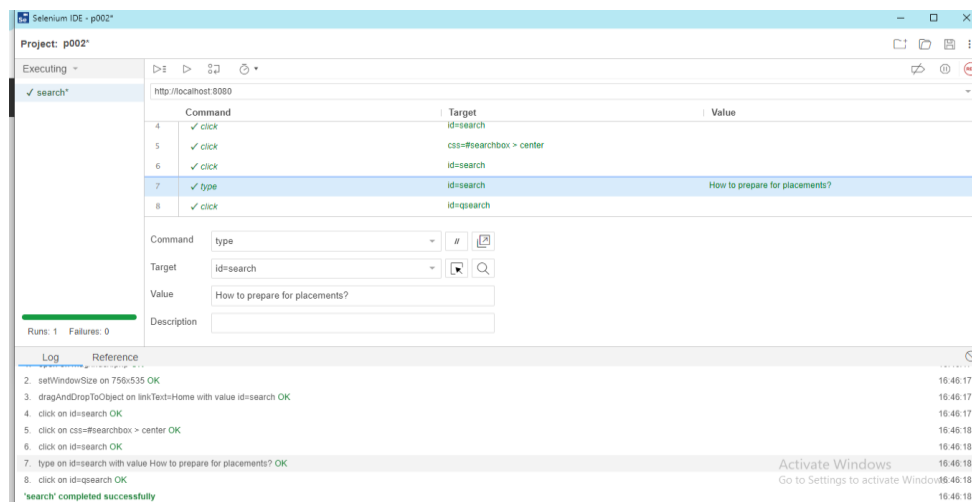 Selenium IDE - p002*
Project: p002*
Executing
✓ search*
http://localhost:8080
Command Target Value
4 ✓ click id=search
5 ✓ click css=#searchbox > center
6 ✓ click id=search
7 ✓ type id=search How to prepare for placements?
8 ✓ click id=qsearch
Command type //
Target id=search
Value How to prepare for placements?
Description
Runs: 1 Failures: 0
Log Reference
2. setWindowSize on 756x535 OK 16:46:17
3. dragAndDropToObject on linkText=Home with value id=search OK 16:46:17
4. click on id=search OK 16:46:17
5. click on css=#searchbox > center OK 16:46:18
6. click on id=search OK 16:46:18
7. type on id=search with value How to prepare for placements? OK 16:46:18
Activate Windows
8. click on id=qsearch OK 16:46:18
Go to Settings to activate Windows.
'search' completed successfully 16:46:18